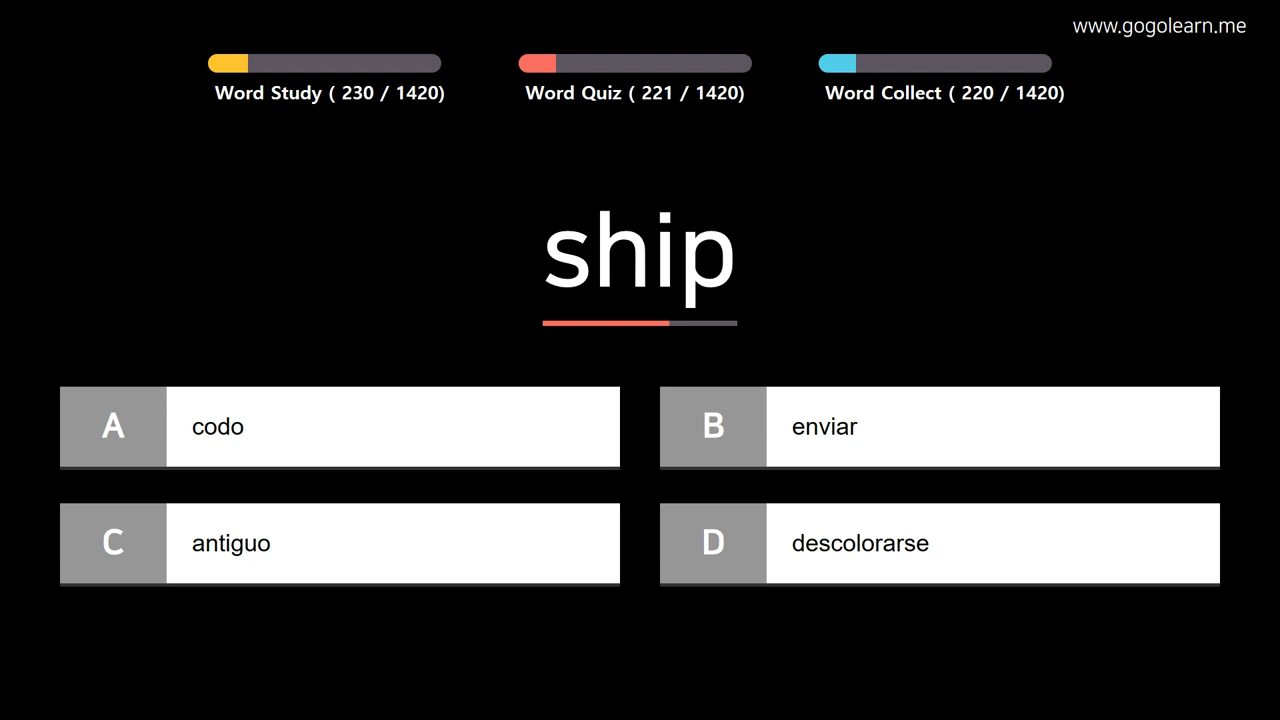 www.gogolearn.me
Word Study ( 230 / 1420)
Word Quiz ( 221 / 1420)
Word Collect ( 220 / 1420)
ship
A codo
B enviar
C antiguo
D descolorarse